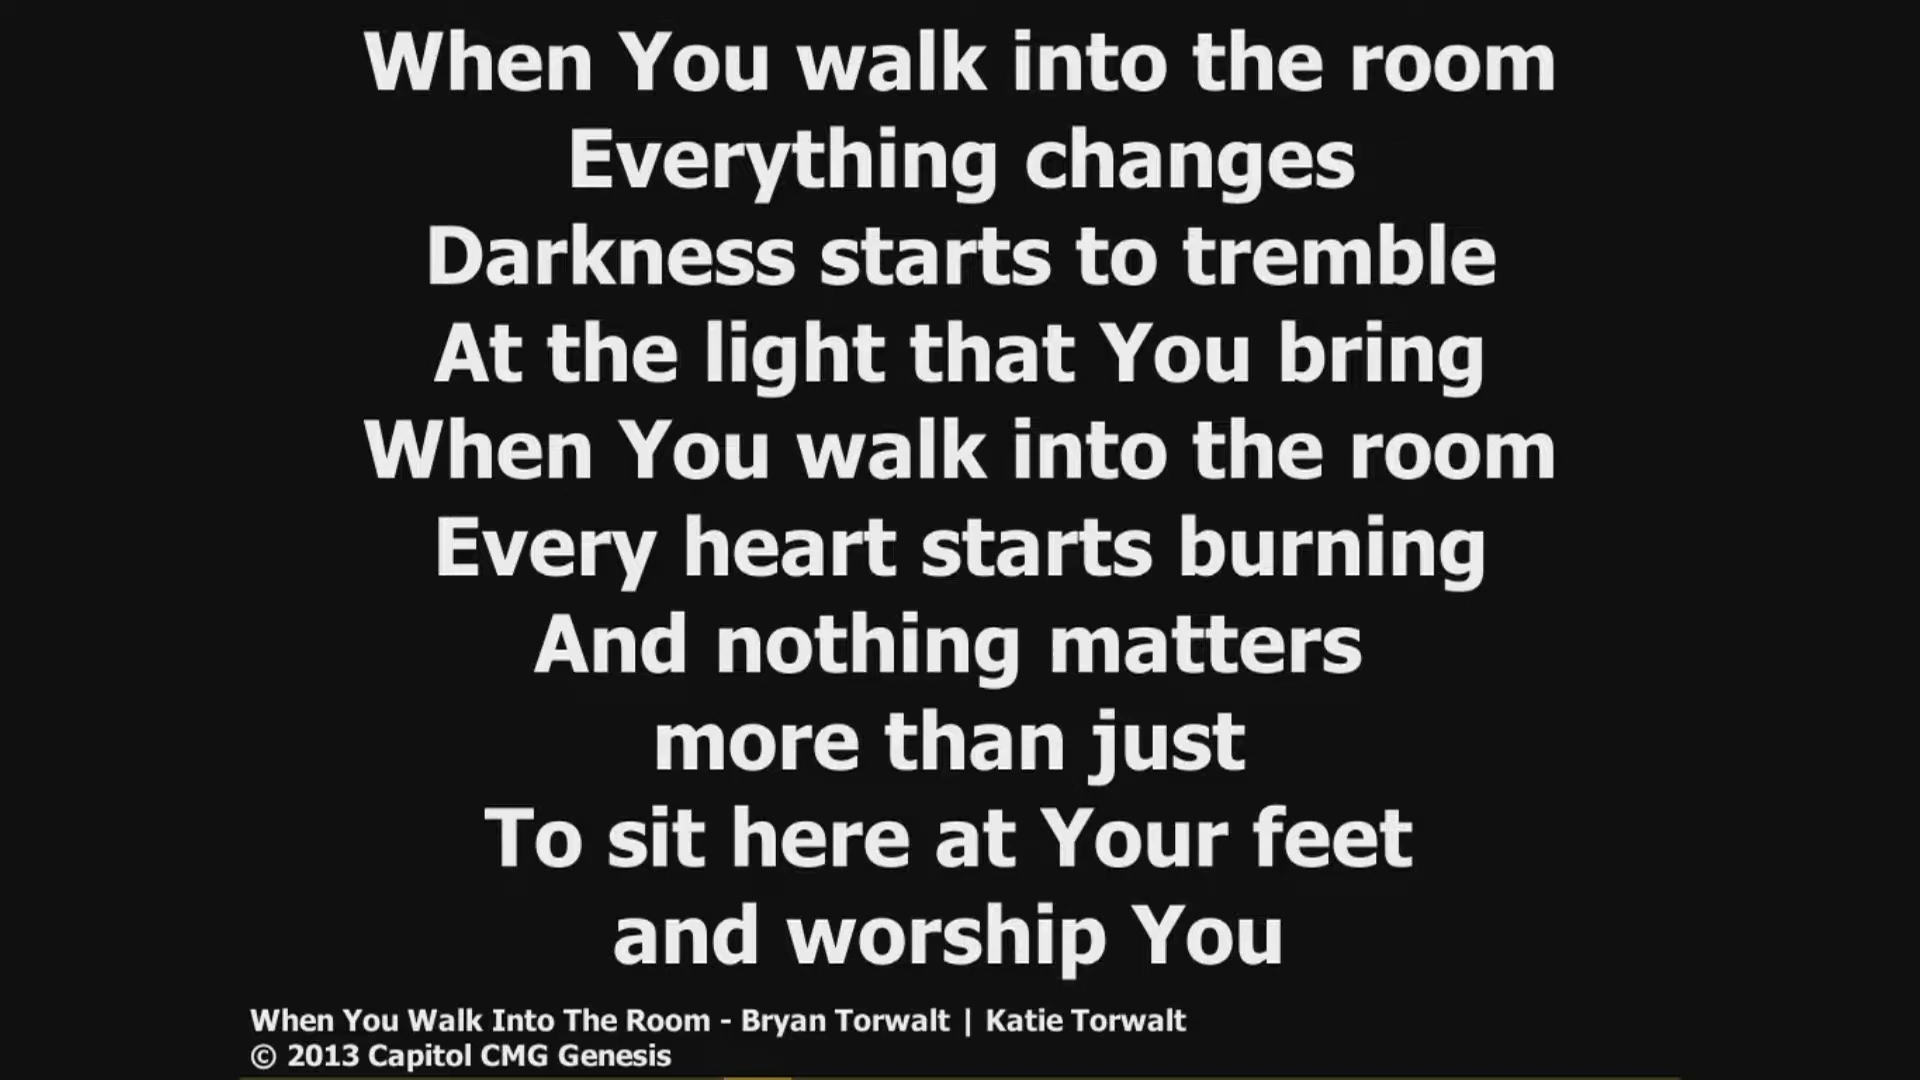 When You walk into the room
Everything changes
Darkness starts to tremble
At the light that You bring
When You walk into the room
Every heart starts burning
And nothing matters
more than just
To sit here at Your feet
and worship You
When You Walk Into The Room - Bryan Torwalt | Katie Torwalt
© 2013 Capitol CMG Genesis